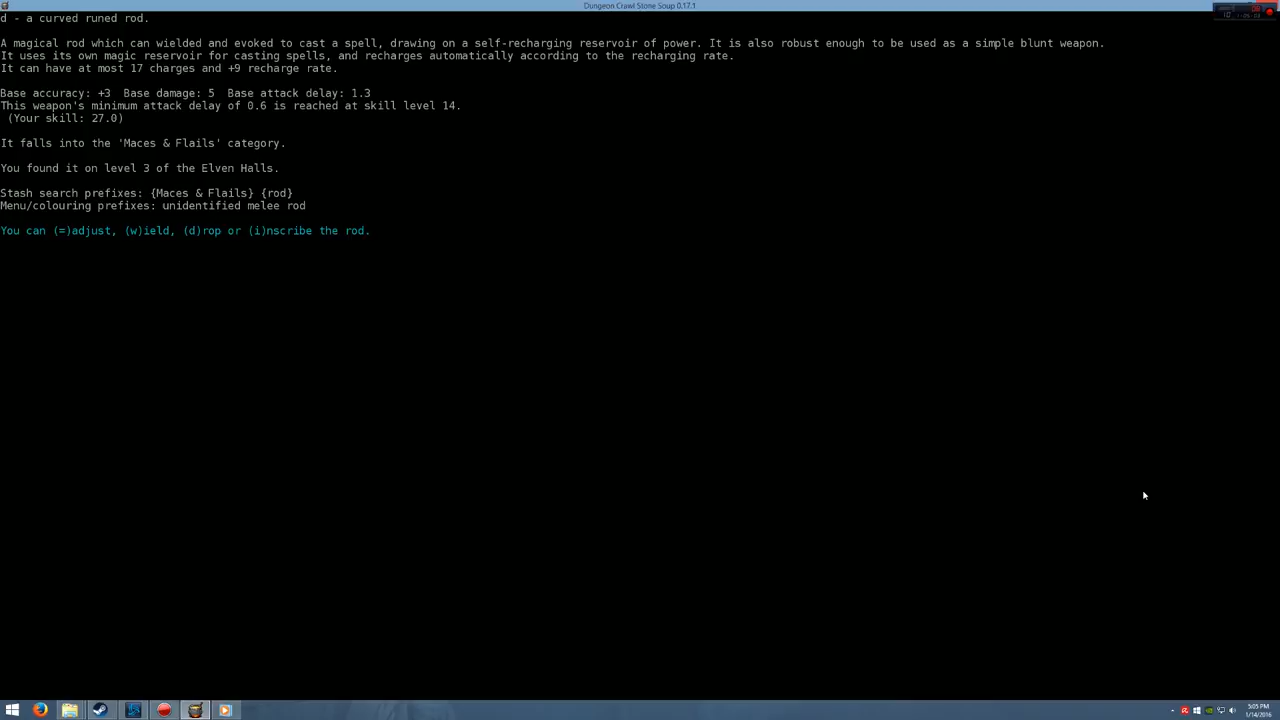 Dungeon Crawl Stone Soup 0.17.1
d - a curved runed rod.
A magical rod which can wielded and evoked to cast a spell, drawing on a self-recharging reservoir of power. It is also robust enough to be used as a simple blunt weapon.
It uses its own magic reservoir for casting spells, and recharges automatically according to the recharging rate.
It can have at most 17 charges and +9 recharge rate.
Base accuracy: +3  Base damage: 5  Base attack delay: 1.3
This weapon's minimum attack delay of 0.6 is reached at skill level 14.
(Your skill: 27.0)
It falls into the 'Maces & Flails' category.
You found it on level 3 of the Elven Halls.
Stash search prefixes: {Maces & Flails} {rod}
Menu/colouring prefixes: unidentified melee rod
You can (=)adjust, (w)ield, (d)rop or (i)nscribe the rod.
5:05 PM
1/14/2016